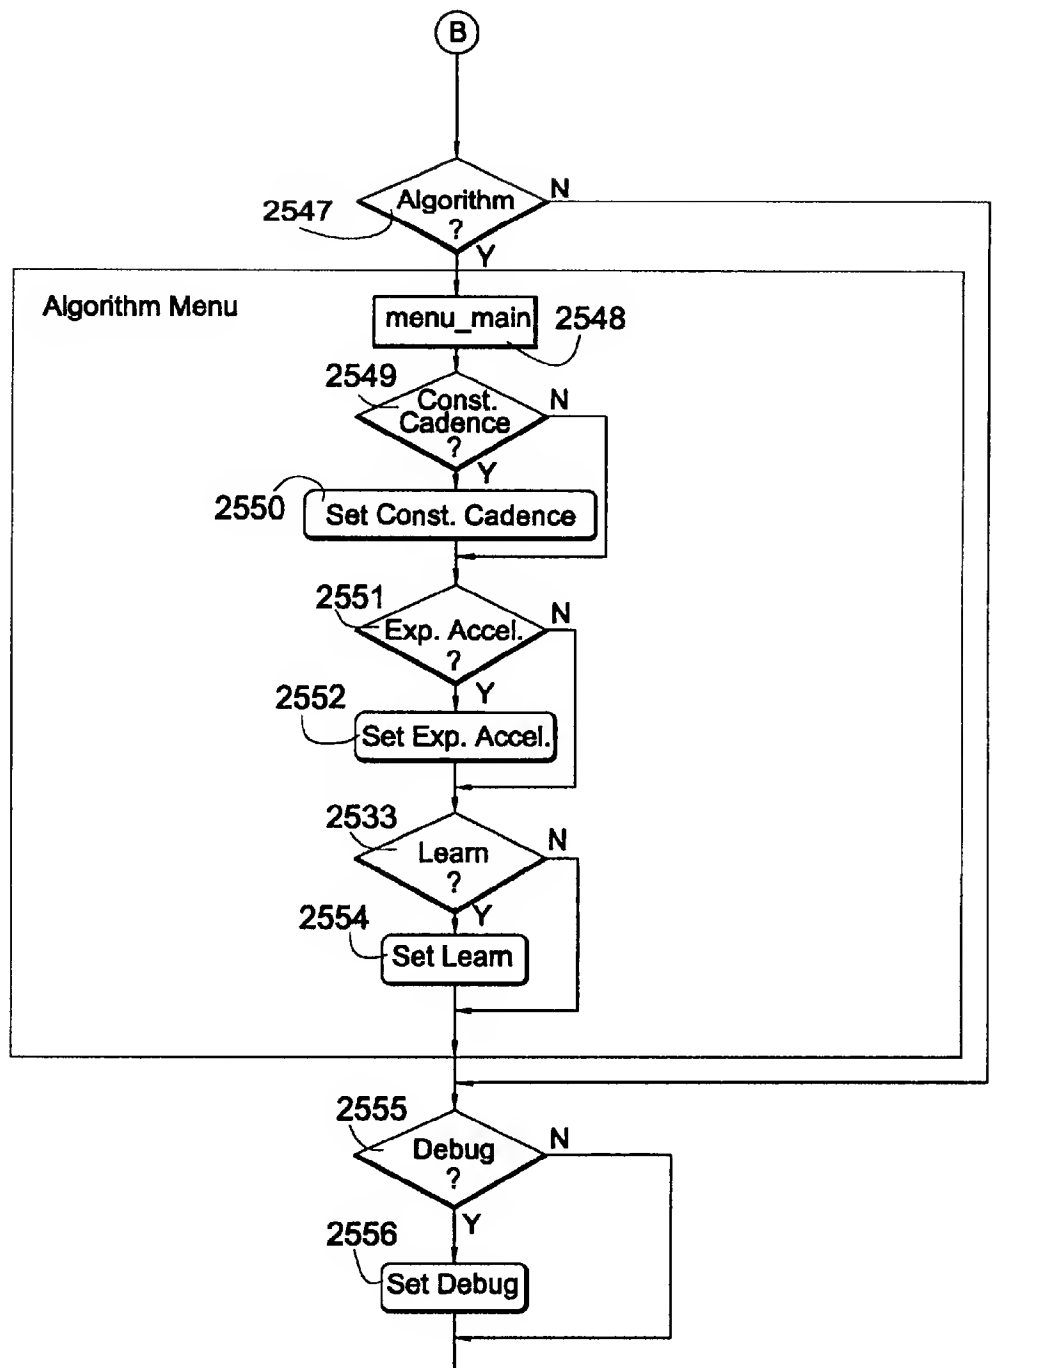 B
Algorithm
?
N
2547
Y
Algorithm Menu
menu_main
2548
2549
Const.
Cadence
?
N
Y
2550
Set Const. Cadence
2551
Exp. Accel.
?
N
Y
2552
Set Exp. Accel.
2533
Learn
?
N
Y
2554
Set Learn
2555
Debug
?
N
Y
2556
Set Debug